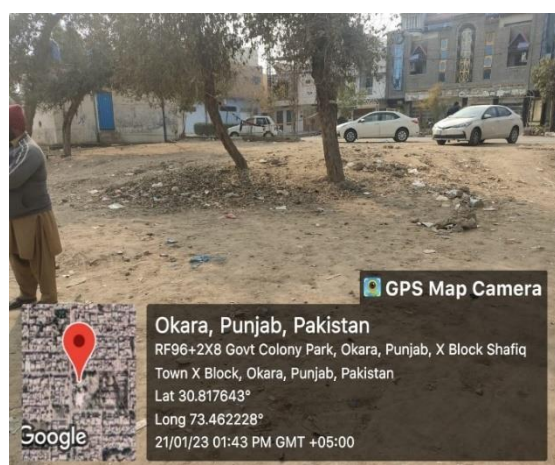 GPS Map Camera
Okara, Punjab, Pakistan
RF96+2X8 Govt Colony Park, Okara, Punjab, X Block Shafiq
Town X Block, Okara, Punjab, Pakistan
Lat 30.817643°
Long 73.462228°
21/01/23 01:43 PM GMT +05:00
Google